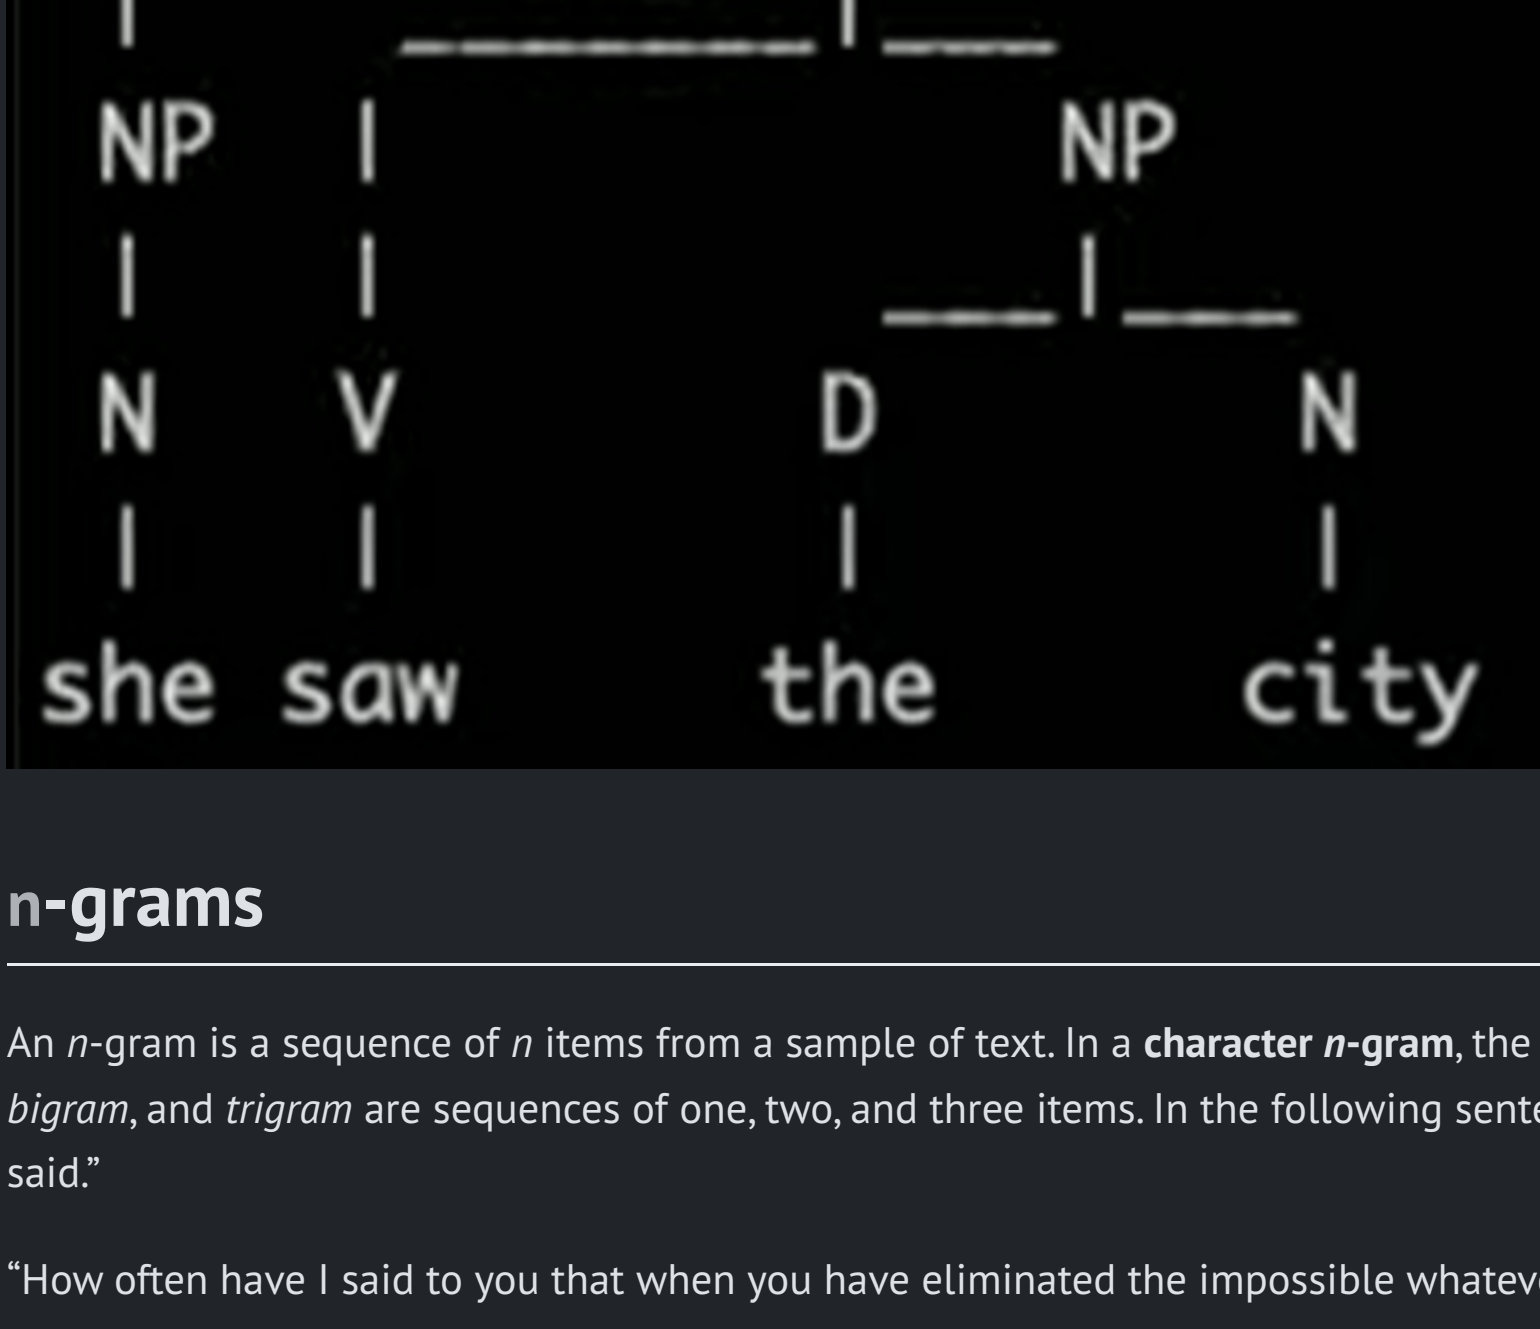 NP NP
N V D N
she saw the city
n-grams
An n-gram is a sequence of n items from a sample of text. In a character n-gram, the
bigram, and trigram are sequences of one, two, and three items. In the following
said.”
“How often have I said to you that when you have eliminated the impossible